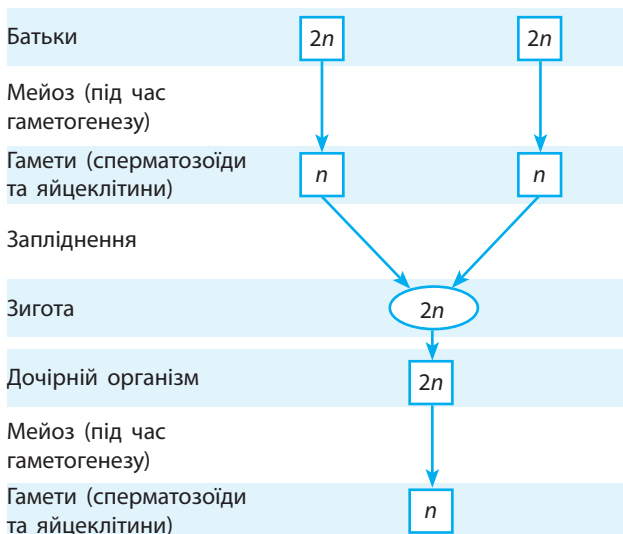 Батьки 2n 2n
Мейоз (під час
гаметогенезу)
Гамети (сперматозоїди
та яйцеклітини) n n
Запліднення
Зигота 2n
Дочірній організм 2n
Мейоз (під час
гаметогенезу)
Гамети (сперматозоїди
та яйцеклітини) n